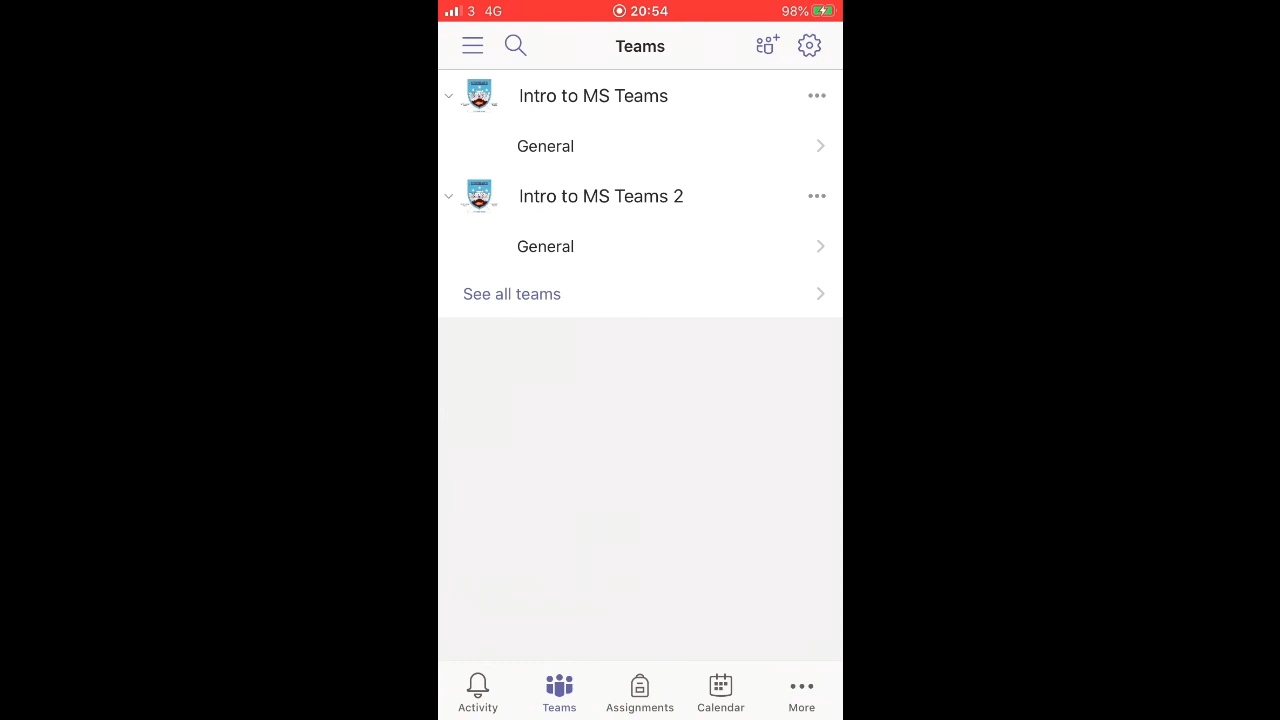 3 4G 20:54 98%
Teams
Intro to MS Teams
General
Intro to MS Teams 2
General
See all teams
Activity Teams Assignments Calendar More